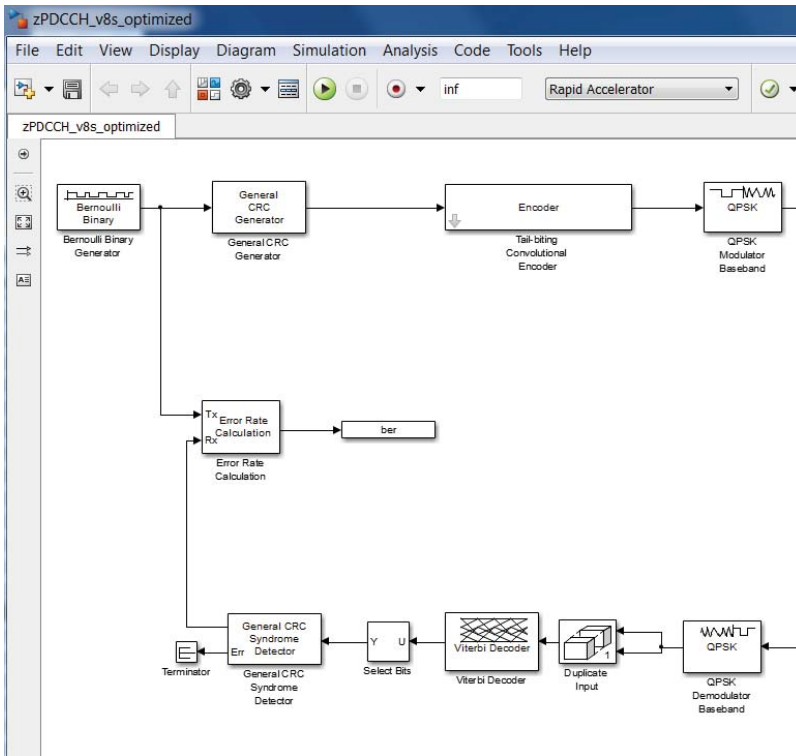 zPDCCH_v8s_optimized
File Edit View Display Diagram Simulation Analysis Code Tools Help
inf Rapid Accelerator
zPDCCH_v8s_optimized
Bernoulli
Binary
Bernoulli Binary
Generator
General
CRC
Generator
General CRC
Generator
Encoder
Tail-biting
Convolutional
Encoder
QPSK
QPSK
Modulator
Baseband
Tx
Rx
Error Rate
Calculation
Error Rate
Calculation
ber
Terminator
General CRC
Syndrome
Detector
Err
General CRC
Syndrome
Detector
Y U
Select Bits
Viterbi Decoder
Viterbi Decoder
1
Duplicate
Input
QPSK
QPSK
Demodulator
Baseband